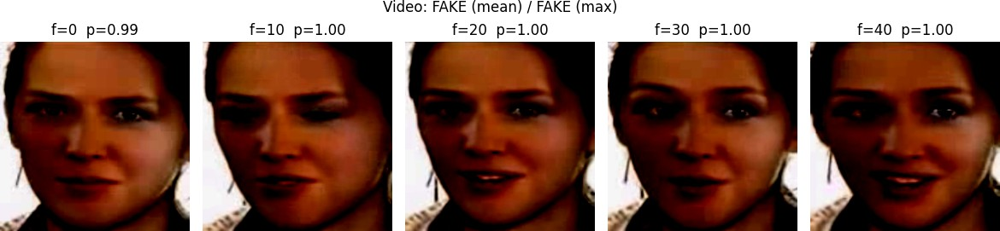 Video: FAKE (mean) / FAKE (max)
f=0  p=0.99
f=10  p=1.00
f=20  p=1.00
f=30  p=1.00
f=40  p=1.00